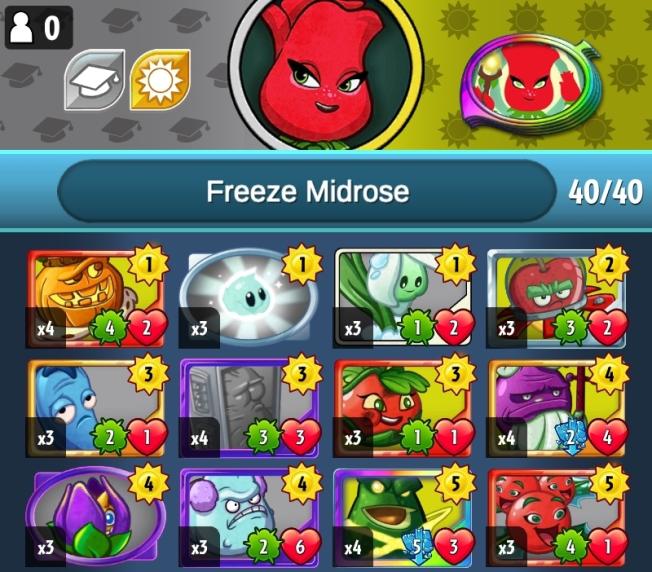 0
Freeze Midrose 40/40
1 1 1 2
x4 4 2 x3 x3 1 2 x3 3 2
3 3 3 4
x3 2 1 x4 3 3 x3 1 1 x4 2 4
4 4 5 5
x3 x3 2 6 x4 5 3 x3 4 1